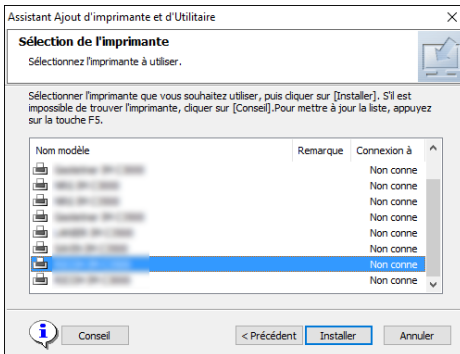 Assistant Ajout d'imprimante et d'Utilitaire
Sélection de l'imprimante
Sélectionnez l'imprimante à utiliser.
Sélectionner l'imprimante que vous souhaitez utiliser, puis cliquer sur [Installer]. S'il est
impossible de trouver l'imprimante, cliquer sur [Conseil].Pour mettre à jour la liste, appuyez
sur la touche F5.
Nom modèle Remarque Connexion à
Non conne
Non conne
Non conne
Non conne
Non conne
Non conne
Non conne
Non conne
Conseil < Précédent Installer Annuler